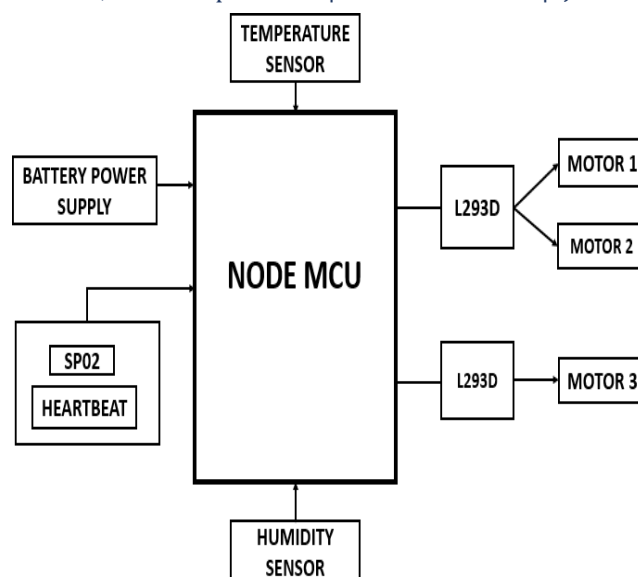 TEMPERATURE
SENSOR
BATTERY POWER
SUPPLY
NODE MCU
L293D
MOTOR 1
MOTOR 2
SP02
HEARTBEAT
L293D
MOTOR 3
HUMIDITY
SENSOR